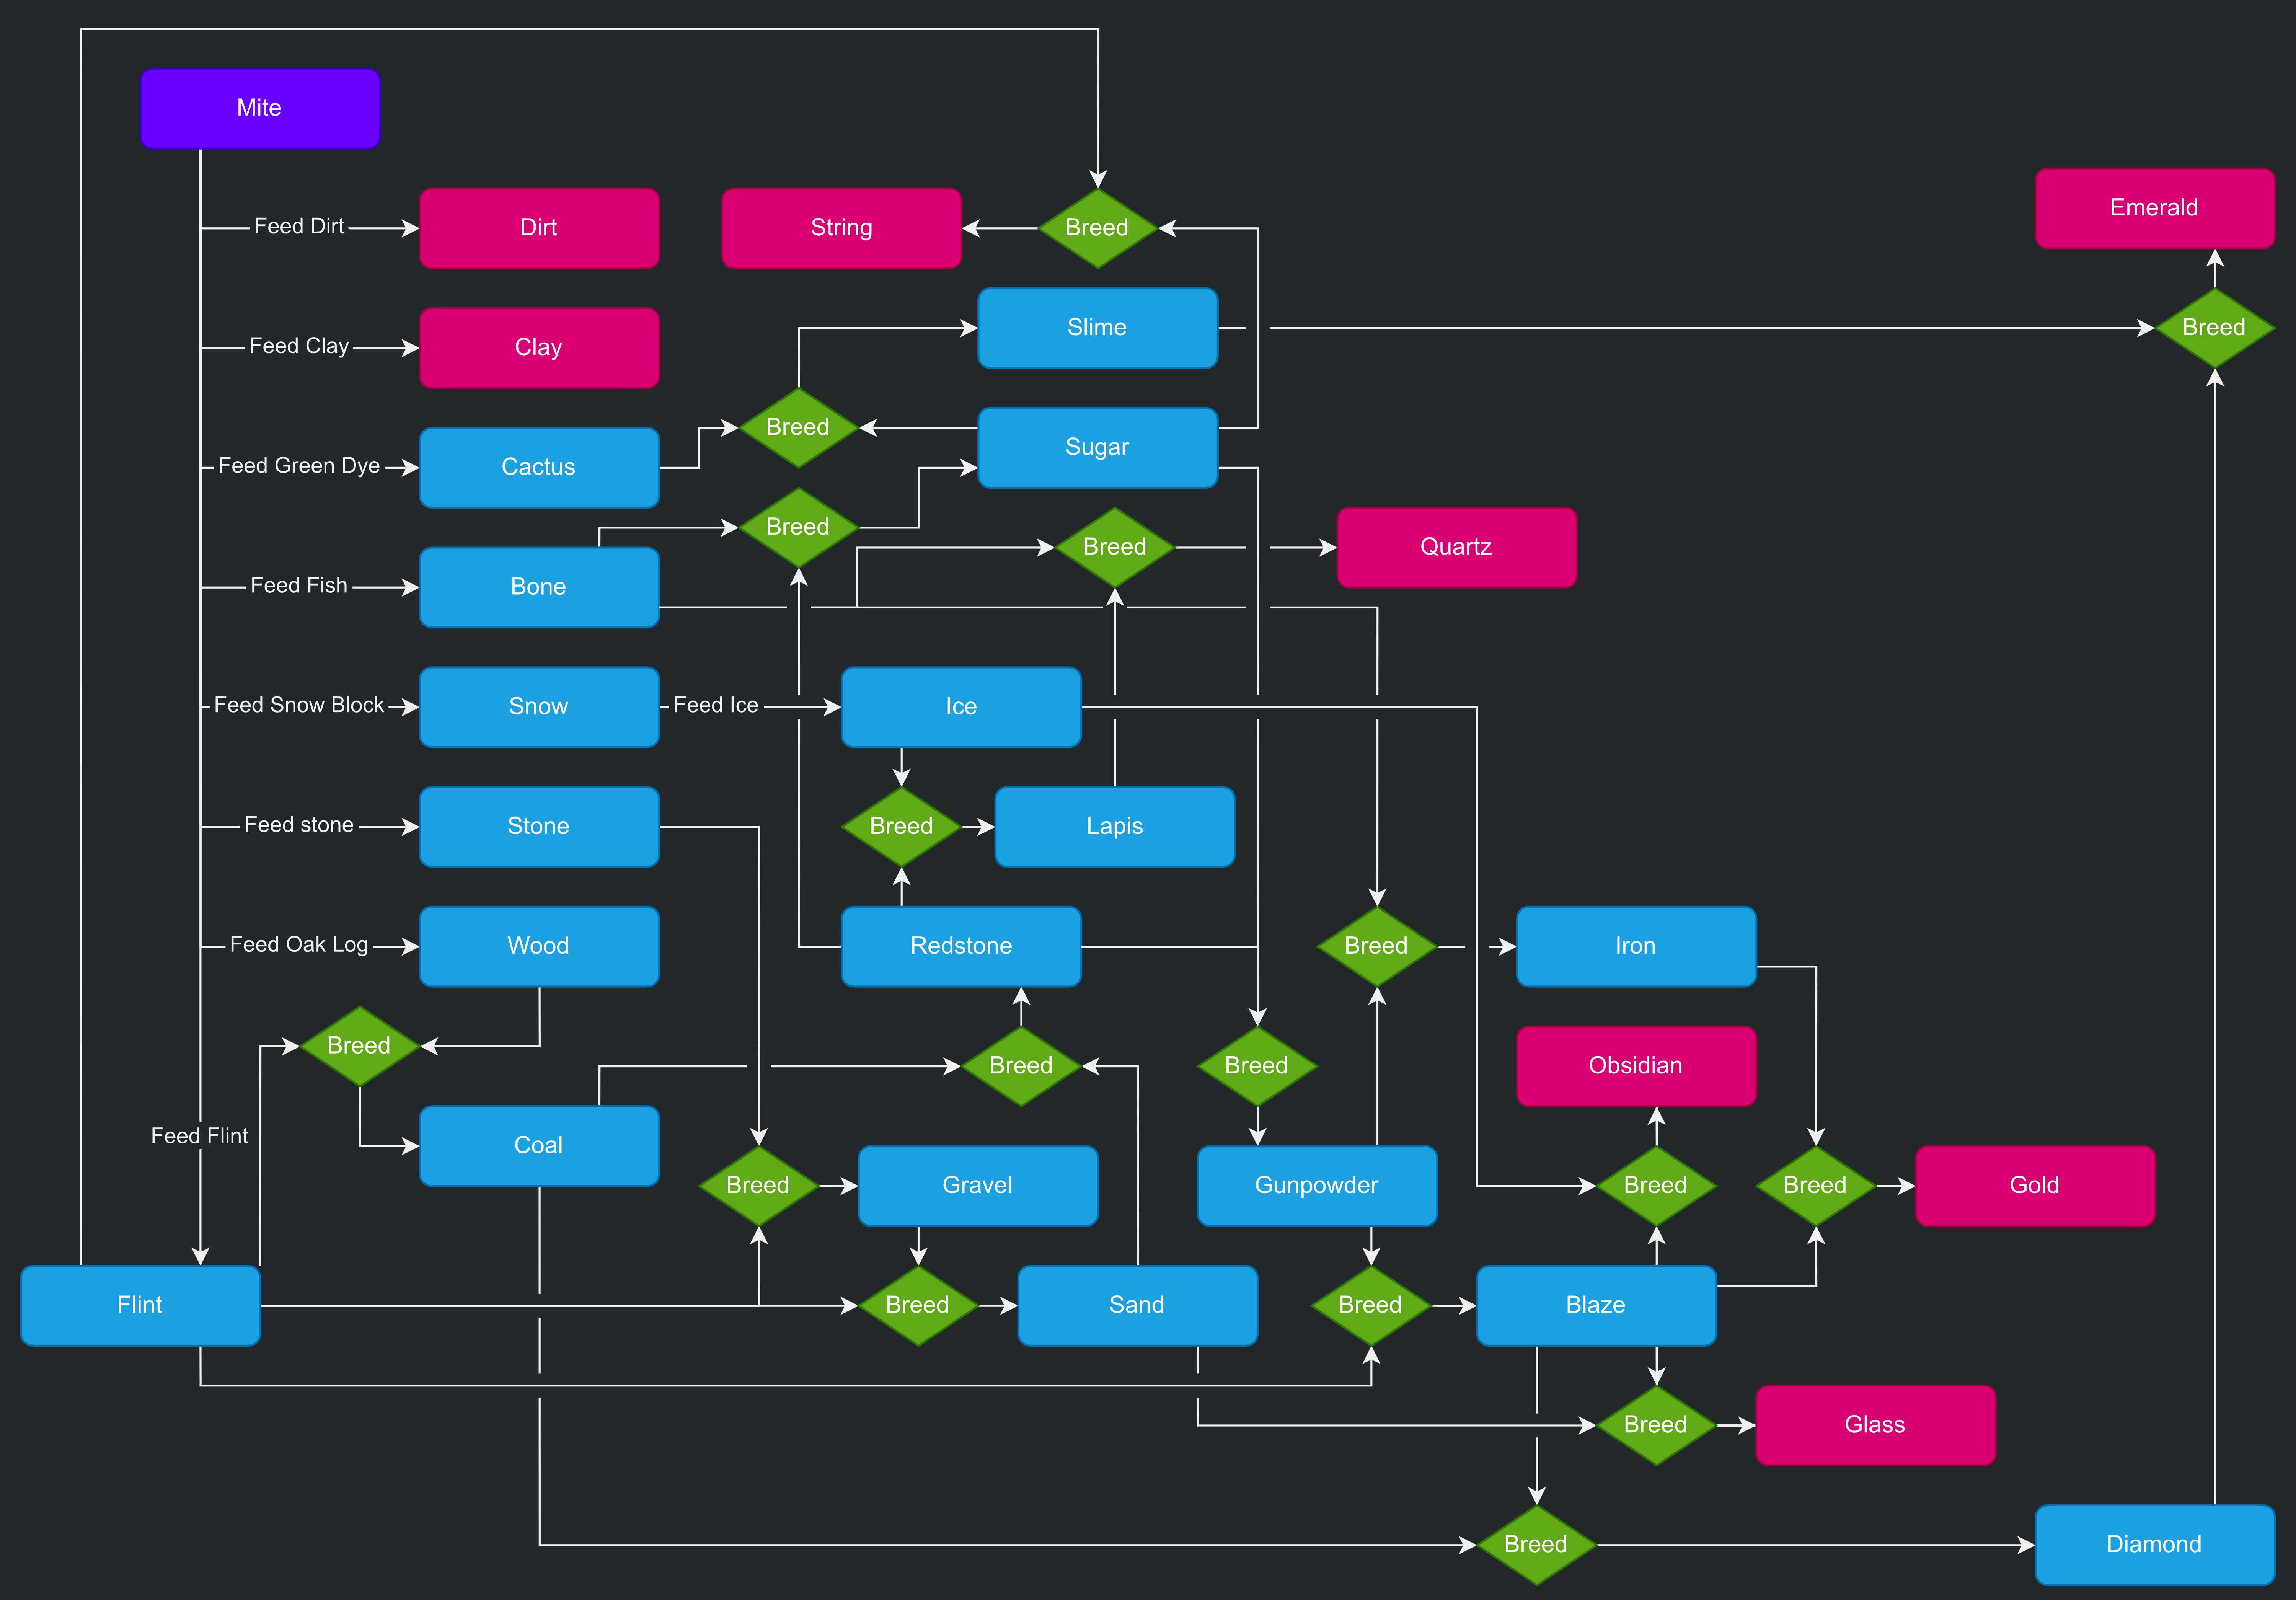 Mite
Feed Dirt
Dirt
String
Breed
Emerald
Feed Clay
Clay
Slime
Breed
Feed Green Dye
Cactus
Breed
Sugar
Breed
Feed Fish
Bone
Breed
Quartz
Feed Snow Block
Snow
Feed Ice
Ice
Feed stone
Stone
Breed
Lapis
Feed Oak Log
Wood
Redstone
Breed
Iron
Breed
Breed
Breed
Obsidian
Feed Flint
Coal
Breed
Gravel
Gunpowder
Breed
Breed
Gold
Flint
Breed
Sand
Breed
Blaze
Breed
Glass
Breed
Diamond